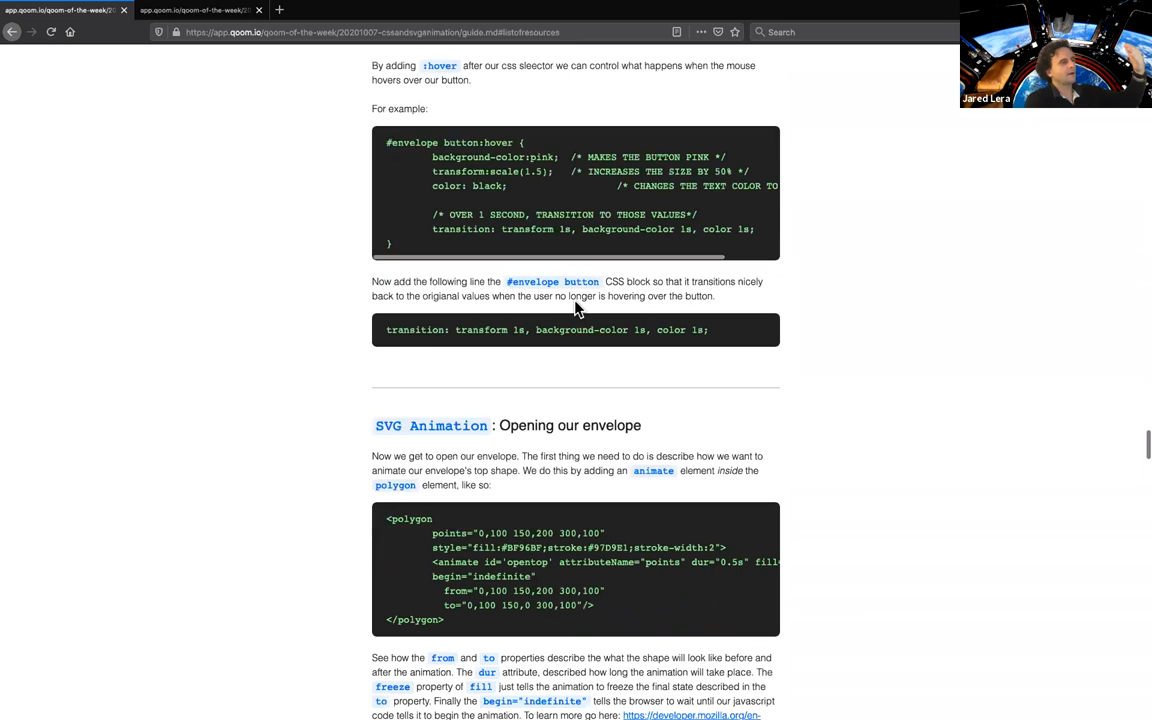 app.qoom.io/qoom-of-the-week/20
app.qoom.io/qoom-of-the-week/20
https://app.qoom.io/qoom-of-the-week/20201007-cssandsvganimation/guide.md#listofresources
Search
Jared Lera
By adding :hover after our css sleector we can control what happens when the mouse
hovers over our button.
For example:
#envelope button:hover {
background-color:pink; /* MAKES THE BUTTON PINK */
transform:scale(1.5); /* INCREASES THE SIZE BY 50% */
color: black; /* CHANGES THE TEXT COLOR TO
/* OVER 1 SECOND, TRANSITION TO THOSE VALUES*/
transition: transform 1s, background-color 1s, color 1s;
}
Now add the following line the #envelope button CSS block so that it transitions nicely
back to the origianal values when the user no longer is hovering over the button.
transition: transform 1s, background-color 1s, color 1s;
SVG Animation : Opening our envelope
Now we get to open our envelope. The first thing we need to do is describe how we want to
animate our envelope's top shape. We do this by adding an animate element inside the
polygon element, like so:
<polygon
points="0,100 150,200 300,100"
style="fill:#BF96BF;stroke:#97D9E1;stroke-width:2">
<animate id='opentop' attributeName="points" dur="0.5s" fill
begin="indefinite"
from="0,100 150,200 300,100"
to="0,100 150,0 300,100"/>
</polygon>
See how the from and to properties describe the what the shape will look like before and
after the animation. The dur attribute, described how long the animation will take place. The
freeze property of fill just tells the animation to freeze the final state described in the
to property. Finally the begin="indefinite" tells the browser to wait until our javascript
code tells it to begin the animation. To learn more go here: https://developer.mozilla.org/en-